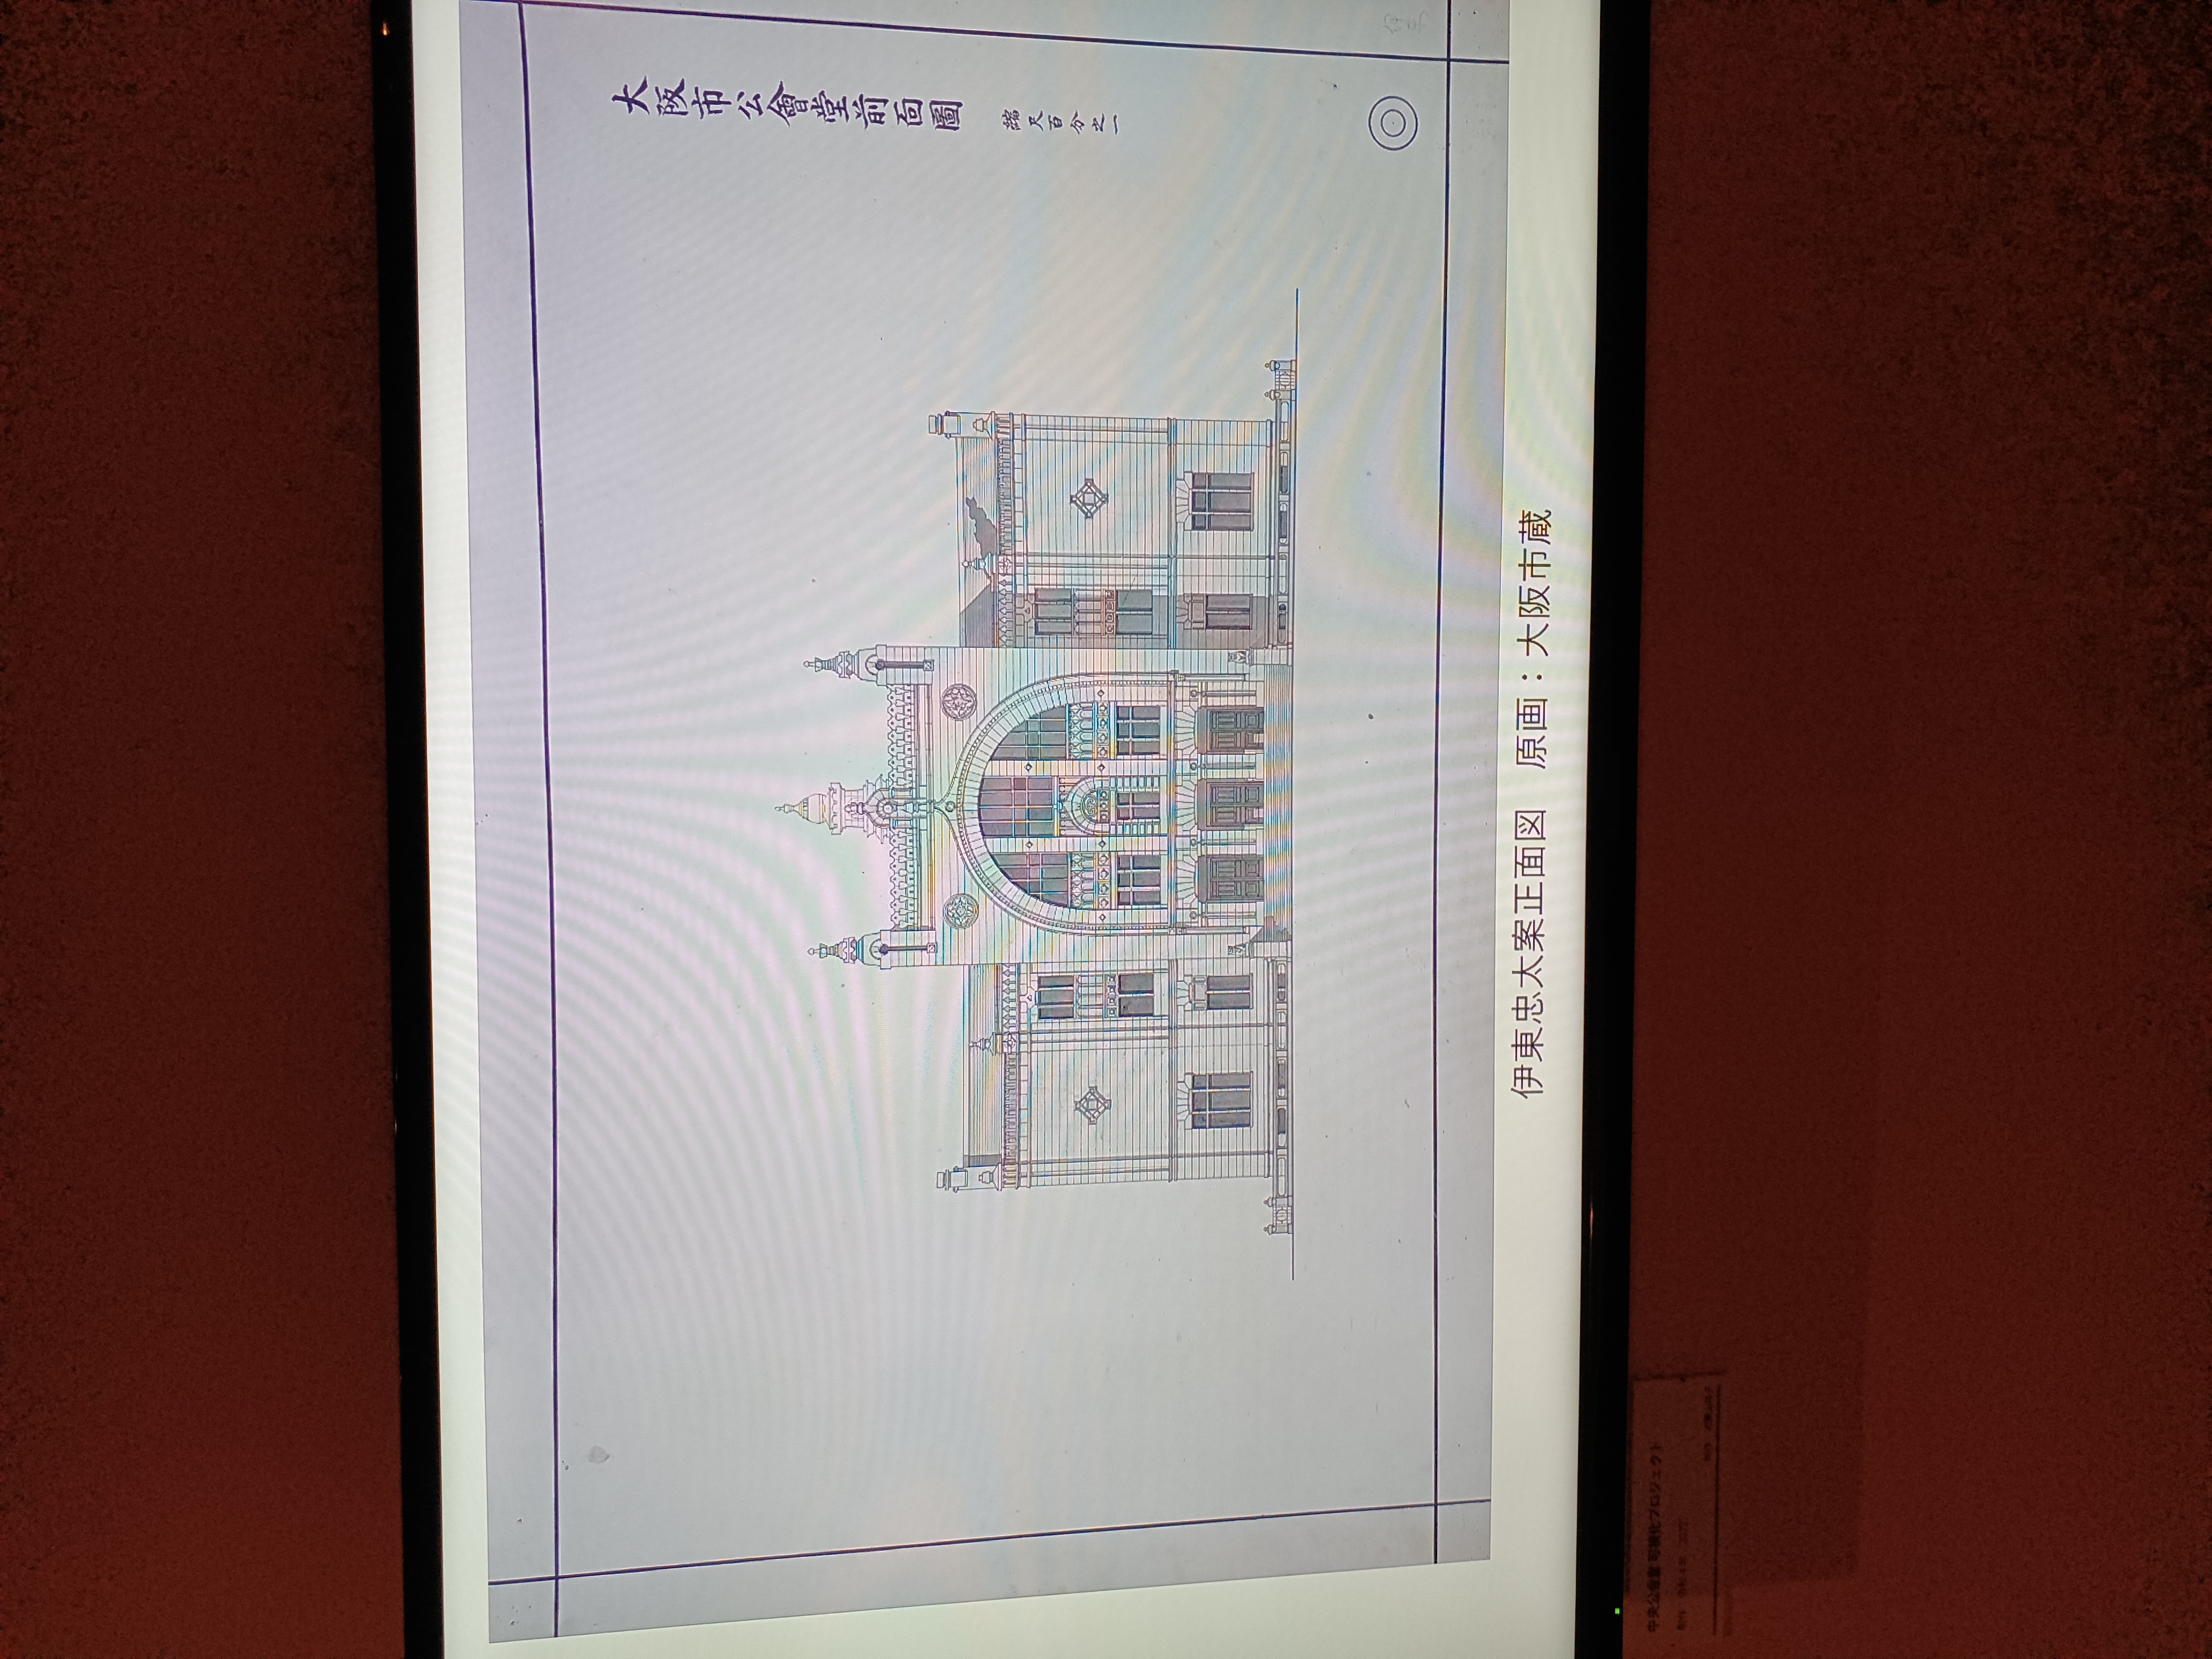 大阪市公會堂前面圖
縮尺百分之一
伊東忠太案正面図　原画：大阪市蔵
中央公会堂 可視化プロジェクト